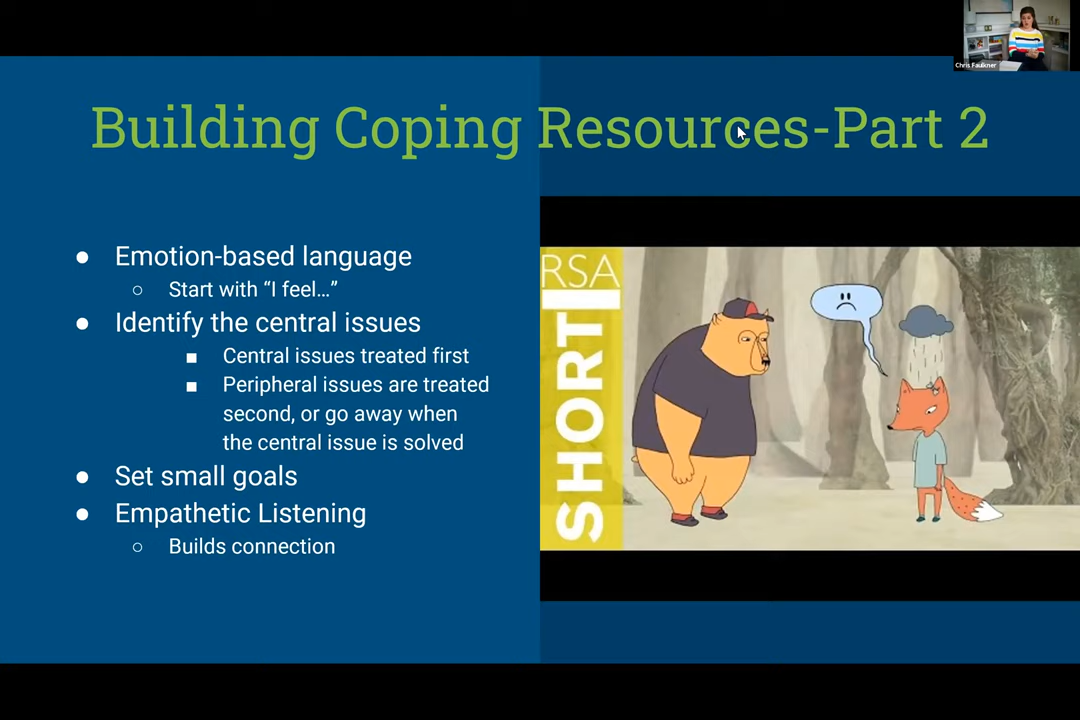 Chris Faulkner
Building Coping Resources-Part 2
● Emotion-based language
○ Start with “I feel…”
● Identify the central issues
■ Central issues treated first
■ Peripheral issues are treated
second, or go away when
the central issue is solved
● Set small goals
● Empathetic Listening
○ Builds connection
RSA
SHORT